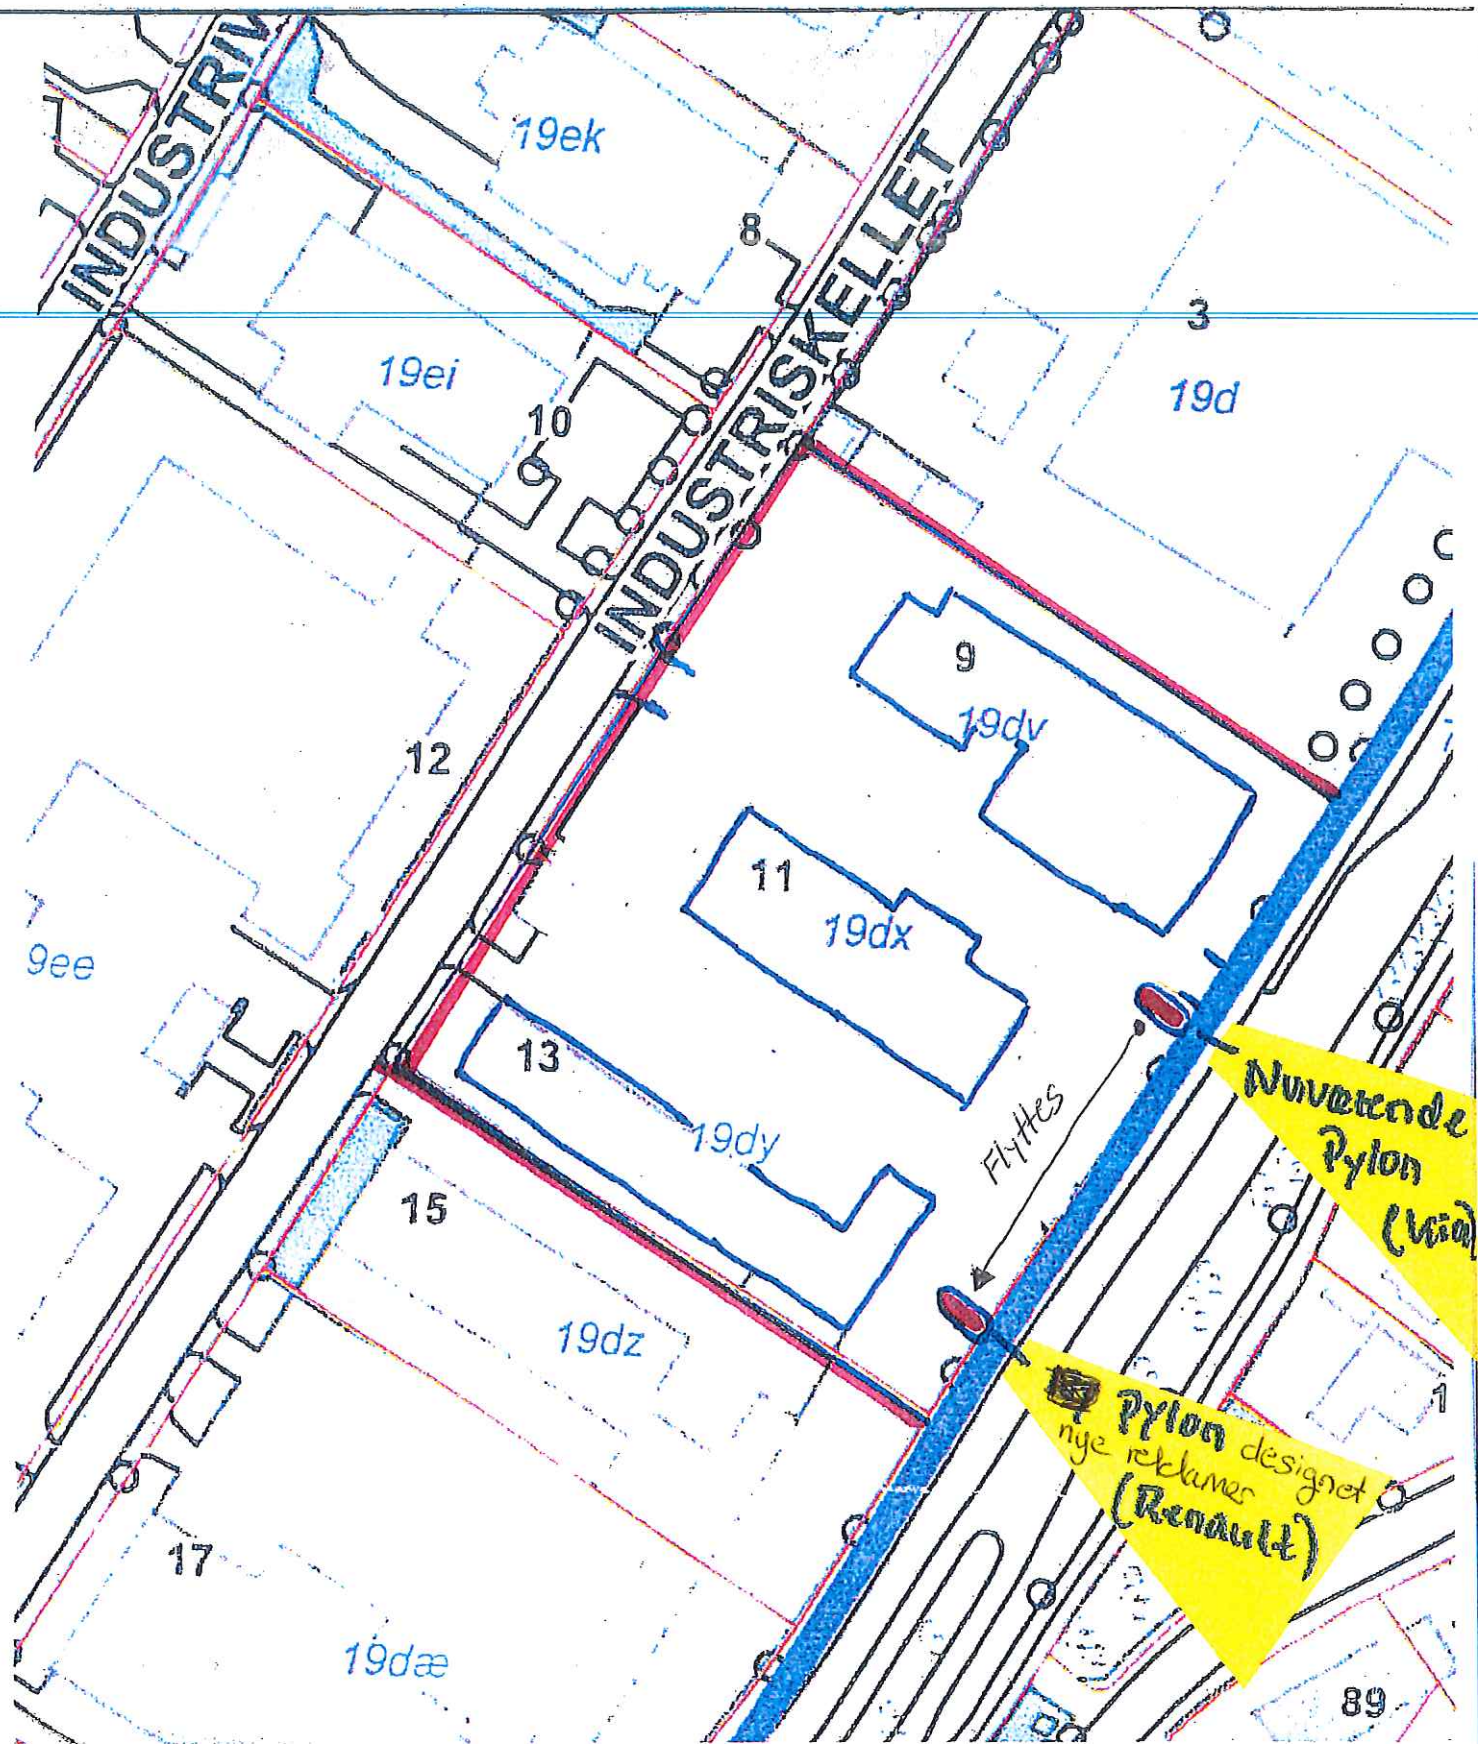 INDUSTRIV
19ek
8
INDUSTRISKELLET
3
19d
19ei
10
9
19dv
12
11
19dx
9ee
13
19dy
15
Flyttes
Nuværende
Pylon
(Kia)
19dz
Pylon designet
nye reklamer
(Renault)
1
17
19dæ
89